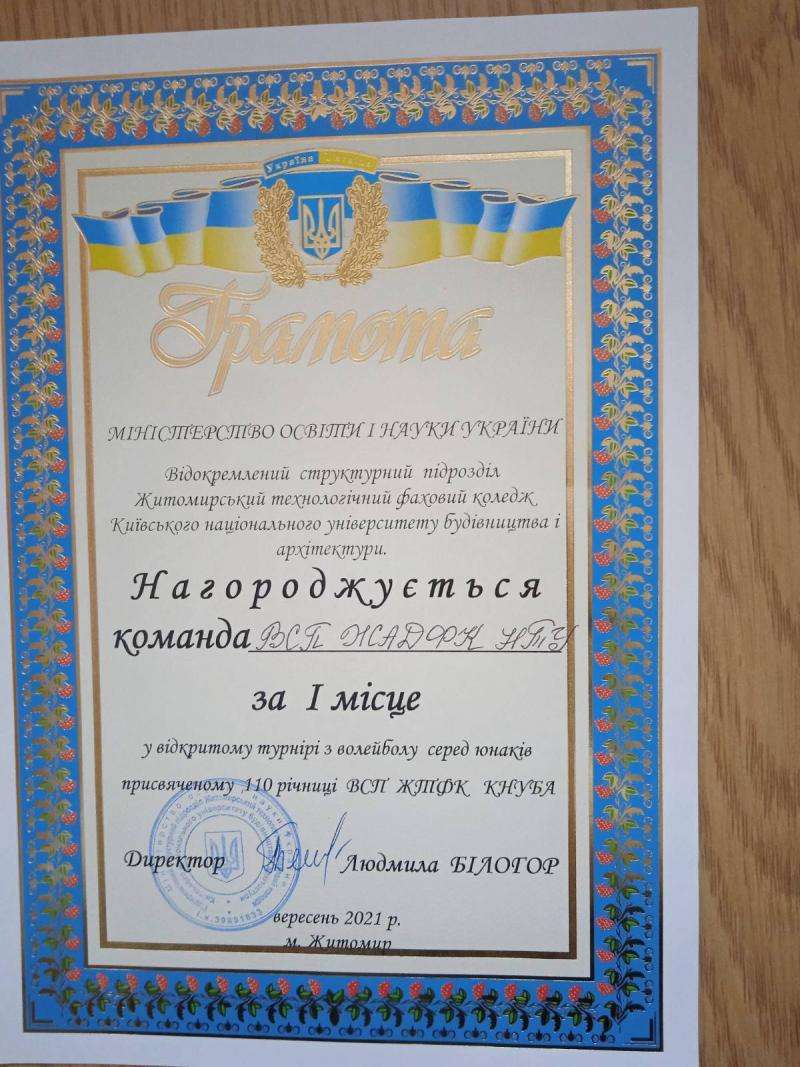 Україна
Грамота
МІНІСТЕРСТВО ОСВІТИ І НАУКИ УКРАЇНИ
Відокремлений структурний підрозділ
Житомирський технологічний фаховий коледж
Київського національного університету будівництва і
архітектури.
Нагороджується
команда ВСП ЖАДФК НТУ
за І місце
у відкритому турнірі з волейболу серед юнаків
присвяченому 110 річниці ВСП ЖТФК КНУБА
Директор Людмила БІЛОГОР
вересень 2021 р.
м. Житомир